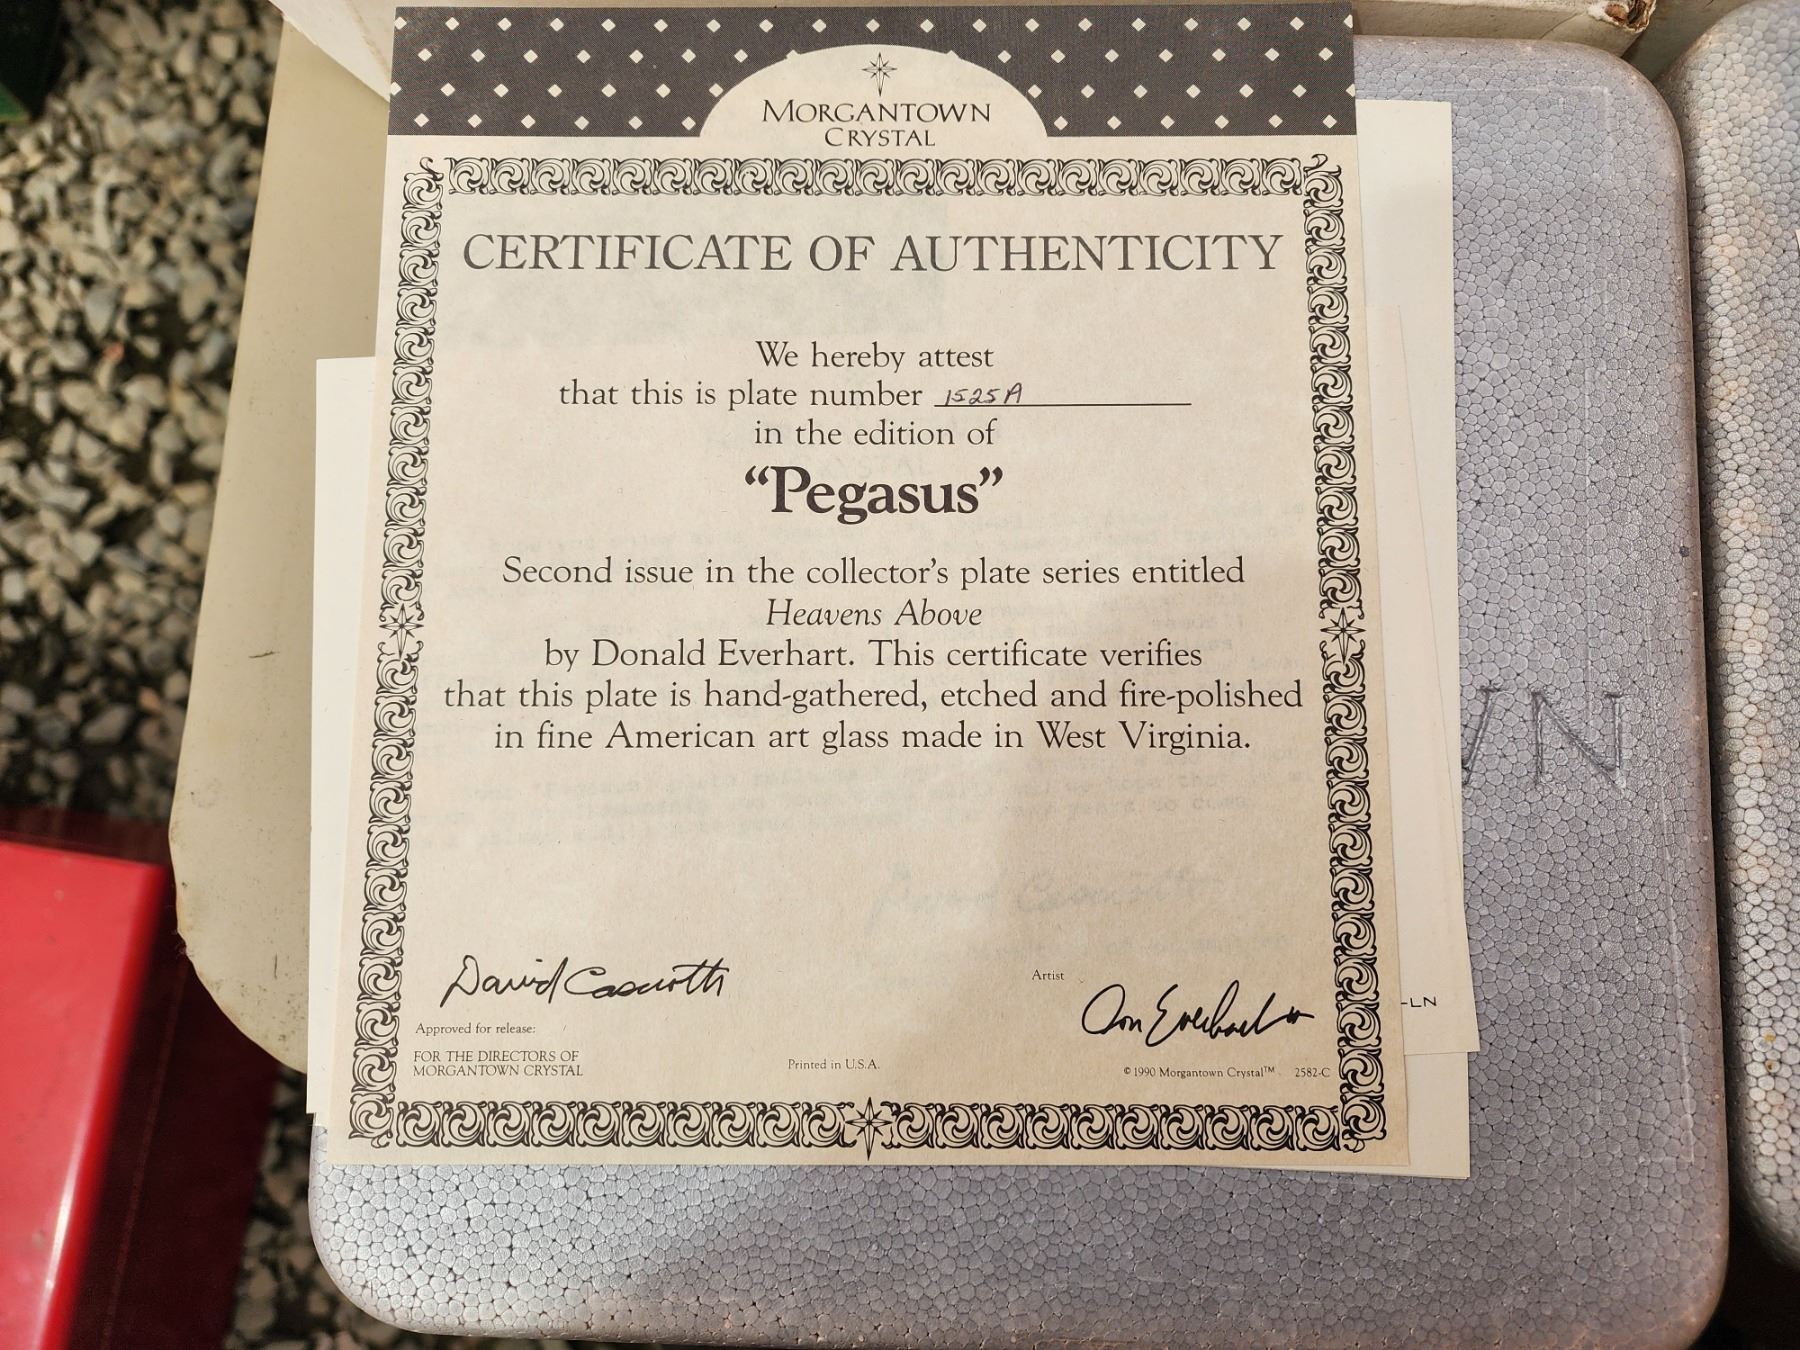 MORGANTOWN
CRYSTAL
CERTIFICATE OF AUTHENTICITY
We hereby attest
that this is plate number 1525A
in the edition of
“Pegasus”
Second issue in the collector's plate series entitled
Heavens Above
by Donald Everhart. This certificate verifies
that this plate is hand-gathered, etched and fire-polished
in fine American art glass made in West Virginia.
Artist
Don Everhart
Approved for release:
FOR THE DIRECTORS OF
MORGANTOWN CRYSTAL
Printed in U.S.A.
© 1990 Morgantown Crystal™ 2582-C
-LN
WN